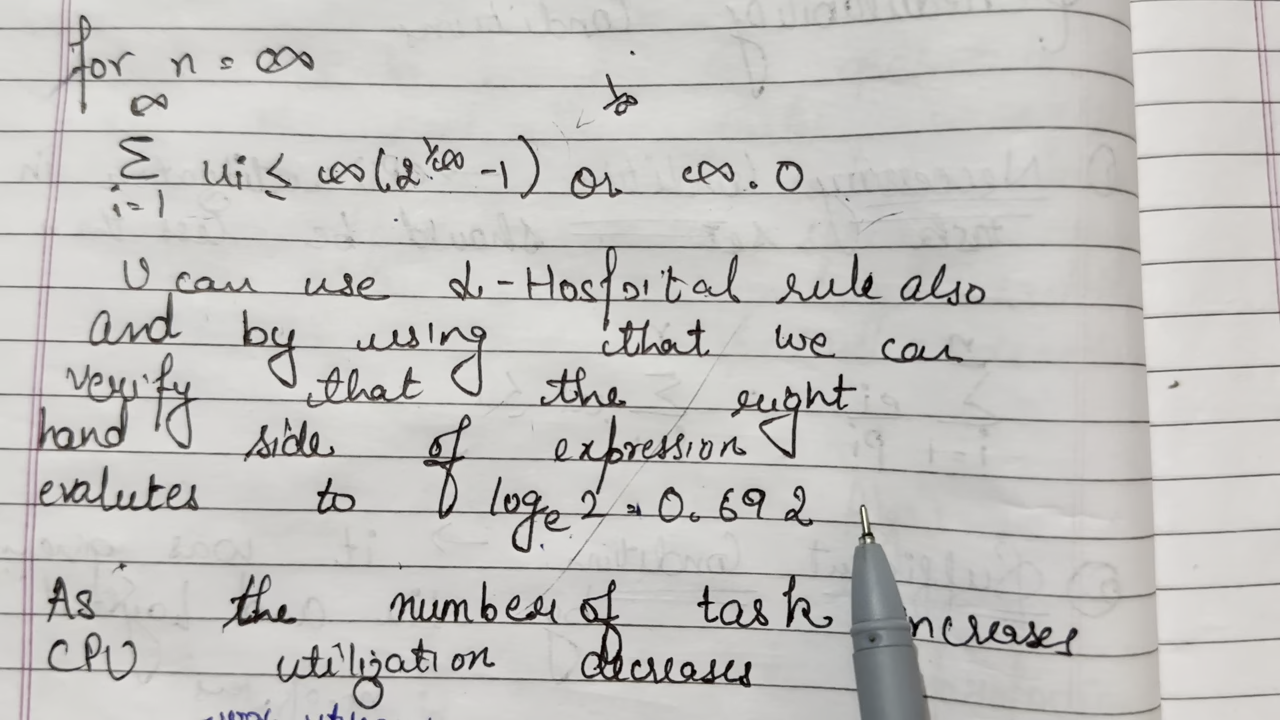 for n = ∞
1/∞
∞
Σ ui ≤ ∞(2^1/∞ -1) or ∞.0
i=1
U can use L-Hospital rule also
and by using that we can
verify that the right
hand side of expression
evalutes to log e 2 = 0.692
As the number of task increases
CPU utilization decreases